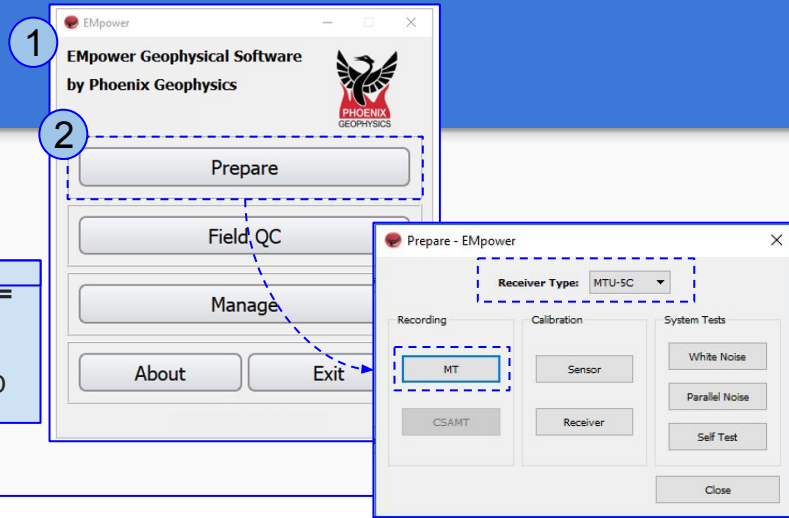 1
EMpower
EMpower Geophysical Software
by Phoenix Geophysics
PHOENIX
GEOPHYSICS
2
Prepare
Field QC
Manage
About
Exit
Prepare - EMpower
Receiver Type: MTU-5C
Recording
Calibration
System Tests
MT
Sensor
White Noise
Parallel Noise
CSAMT
Receiver
Self Test
Close